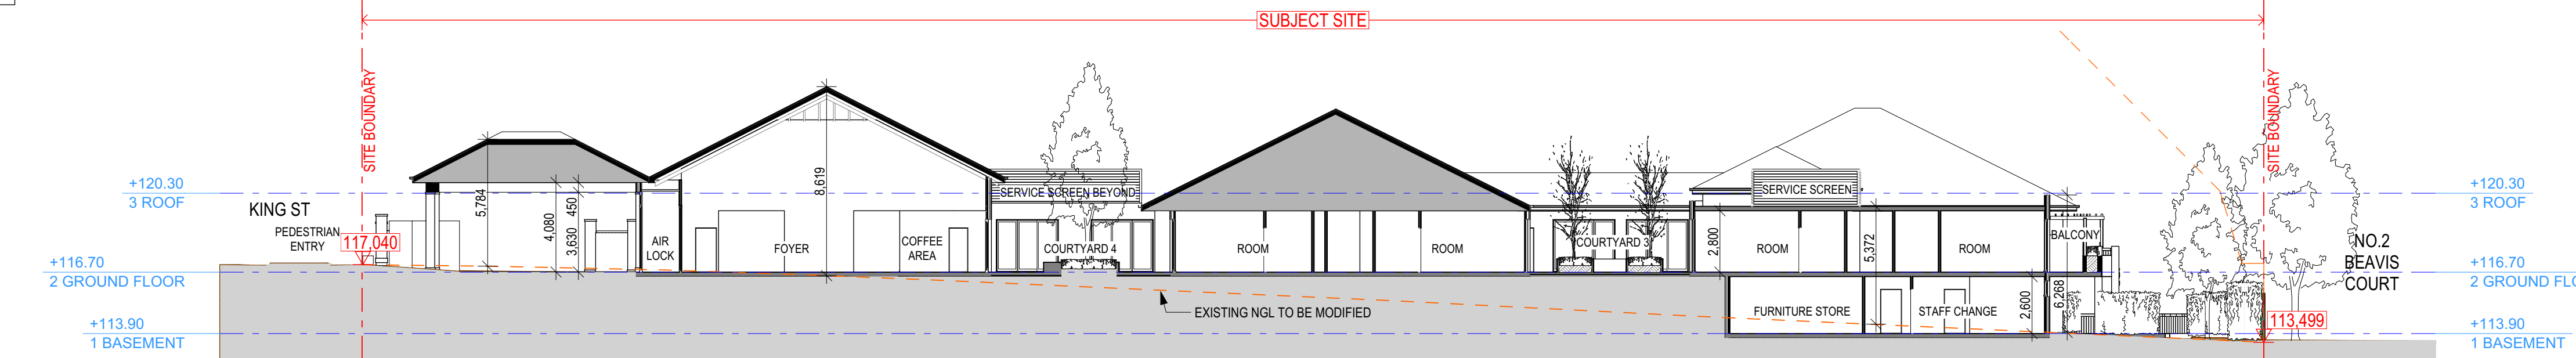 SUBJECT SITE
SITE BOUNDARY
SITE BOUNDARY
+120.30
3 ROOF
KING ST
PEDESTRIAN
ENTRY
117,040
+116.70
2 GROUND FLOOR
+113.90
1 BASEMENT
5,784
4,080
3,630
450
AIR
LOCK
FOYER
8,619
COFFEE
AREA
SERVICE SCREEN BEYOND
COURTYARD 4
ROOM
ROOM
EXISTING NGL TO BE MODIFIED
COURTYARD 3
2,800
SERVICE SCREEN
ROOM
5,372
ROOM
BALCONY
FURNITURE STORE
STAFF CHANGE
2,600
6,268
NO.2
BEAVIS
COURT
113,499
+120.30
3 ROOF
+116.70
2 GROUND FLO
+113.90
1 BASEMENT